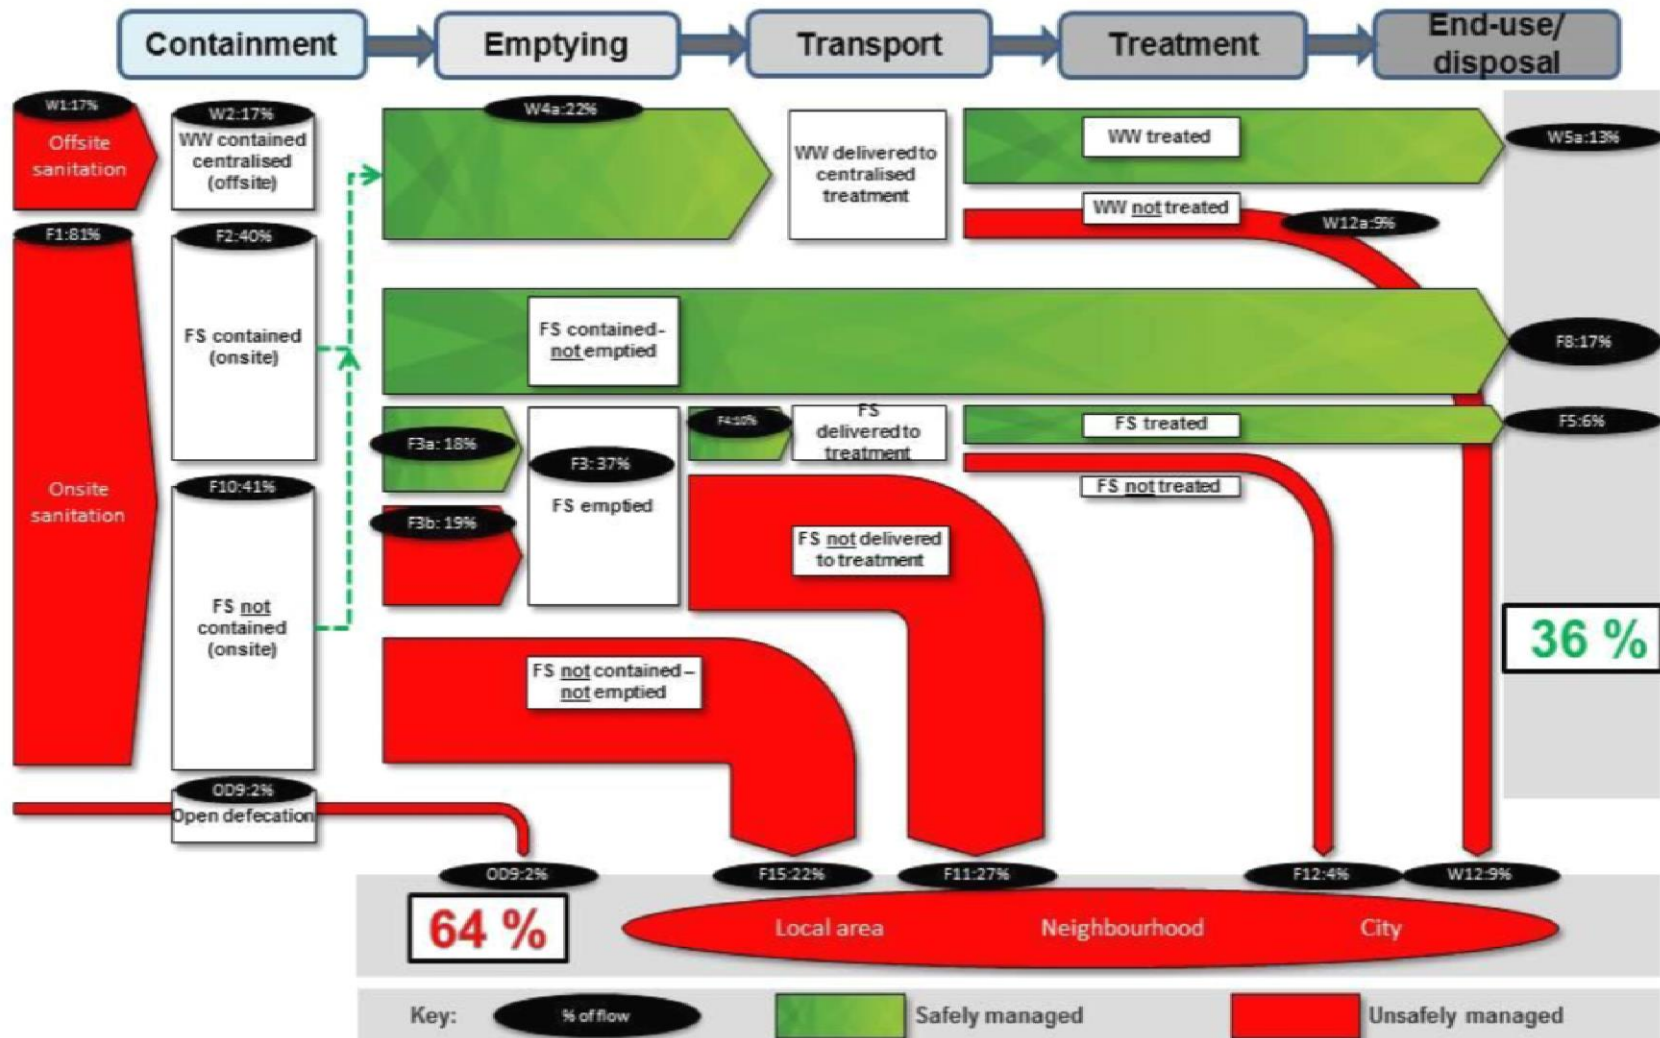 Containment
Emptying
Transport
Treatment
End-use/
disposal
W1:17%
Offsite
sanitation
W2:17%
WW contained
centralised
(offsite)
W4a:22%
WW delivered to
centralised
treatment
WW treated
W5a:13%
WW not treated
W12a:9%
F1:81%
Onsite
sanitation
F2:40%
FS contained
(onsite)
FS contained-
not emptied
F8:17%
F3a: 18%
F3: 37%
FS emptied
F3b: 19%
F4:10%
FS
delivered to
treatment
FS treated
F5:6%
FS not treated
F10:41%
FS not
contained
(onsite)
FS not delivered
to treatment
FS not contained –
not emptied
36 %
OD9:2%
Open defecation
OD9:2%
F15:22%
F11:27%
F12:4%
W12:9%
64 %
Local area
Neighbourhood
City
Key:
% of flow
Safely managed
Unsafely managed